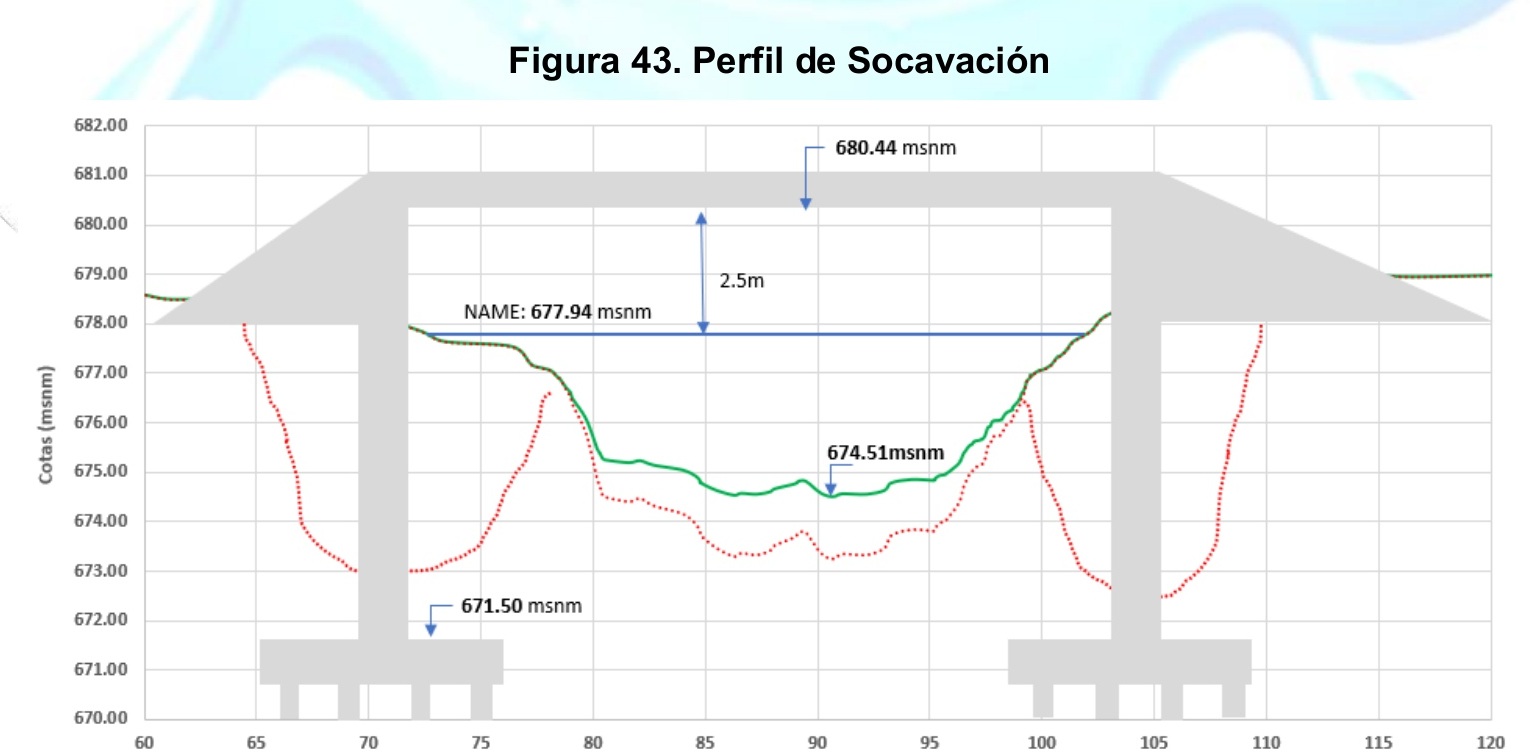 Figura 43. Perfil de Socavación
682.00
680.44 msnm
681.00
680.00
2.5m
679.00
NAME: 677.94 msnm
678.00
677.00
Cotas (msnm)
676.00
674.51msnm
675.00
674.00
673.00
671.50 msnm
672.00
671.00
670.00
60 65 70 75 80 85 90 95 100 105 110 115 120